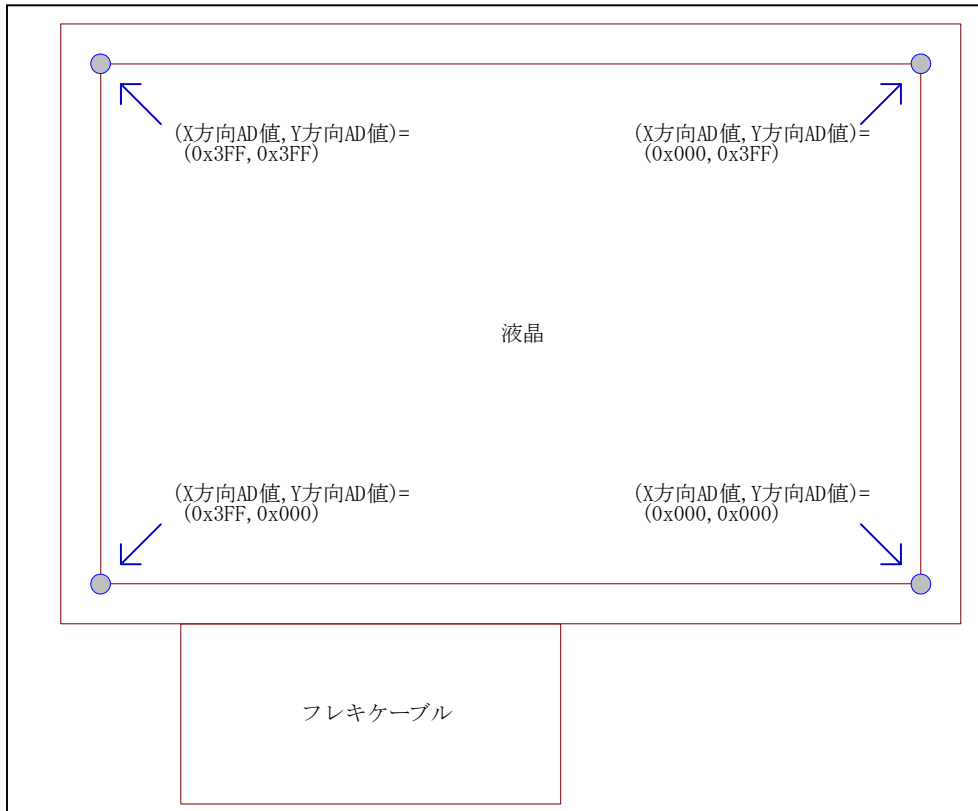 (X方向AD値,Y方向AD値)=
(0x3FF,0x3FF)
(X方向AD値,Y方向AD値)=
(0x000,0x3FF)
液晶
(X方向AD値,Y方向AD値)=
(0x3FF,0x000)
(X方向AD値,Y方向AD値)=
(0x000,0x000)
フレキケーブル